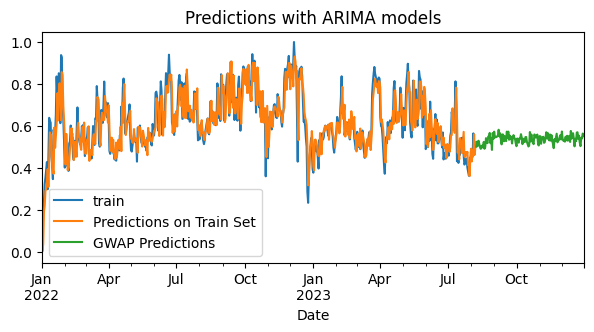 Predictions with ARIMA models
1.0
0.8
0.6
0.4
0.2
0.0
train
Predictions on Train Set
GWAP Predictions
Jan Apr Jul Oct Jan Apr Jul Oct
2022 2023
Date